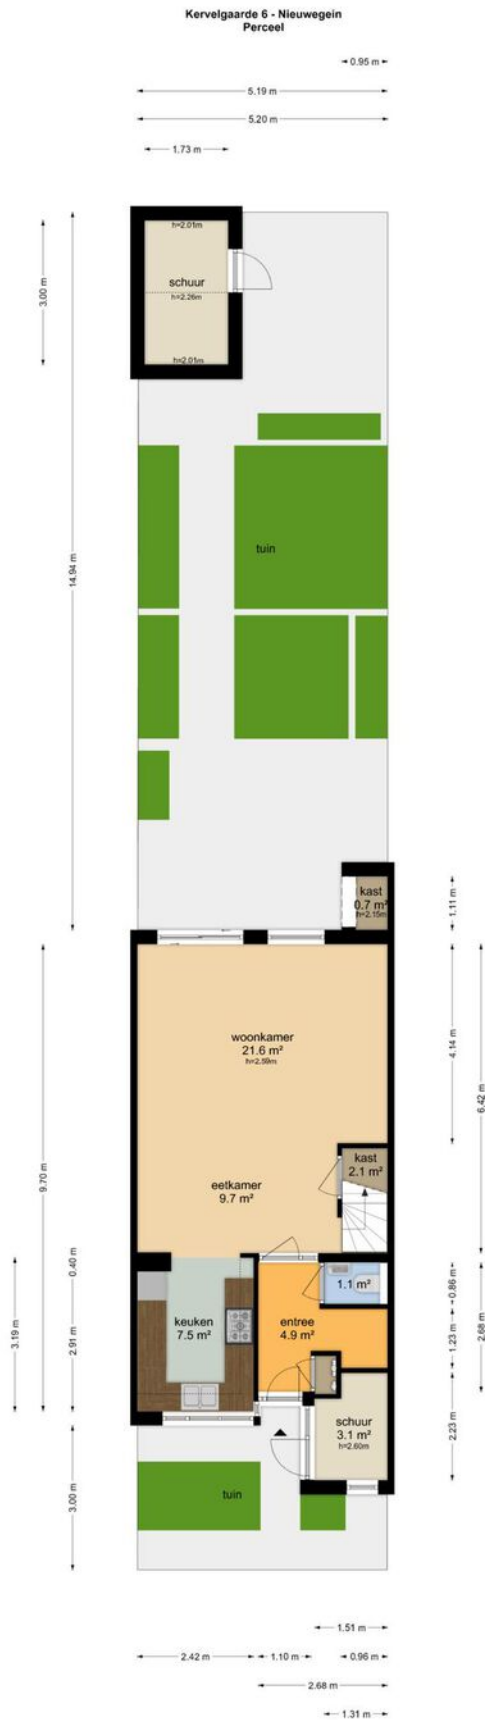 Kervelgaarde 6 - Nieuwegein
Perceel
0.95 m
5.19 m
5.20 m
1.73 m
h=2.01m
3.00 m
schuur
h=2.26m
h=2.01m
14.94 m
tuin
kast
0.7 m²
h=2.15m
1.11 m
woonkamer
21.6 m²
h=2.59m
4.14 m
6.42 m
9.70 m
kast
2.1 m²
eetkamer
9.7 m²
0.40 m
1.1 m²
0.86 m
keuken
7.5 m²
entree
4.9 m²
3.19 m
2.91 m
1.23 m
2.68 m
schuur
3.1 m²
h=2.60m
2.23 m
tuin
3.00 m
1.51 m
2.42 m
1.10 m
0.96 m
2.68 m
1.31 m